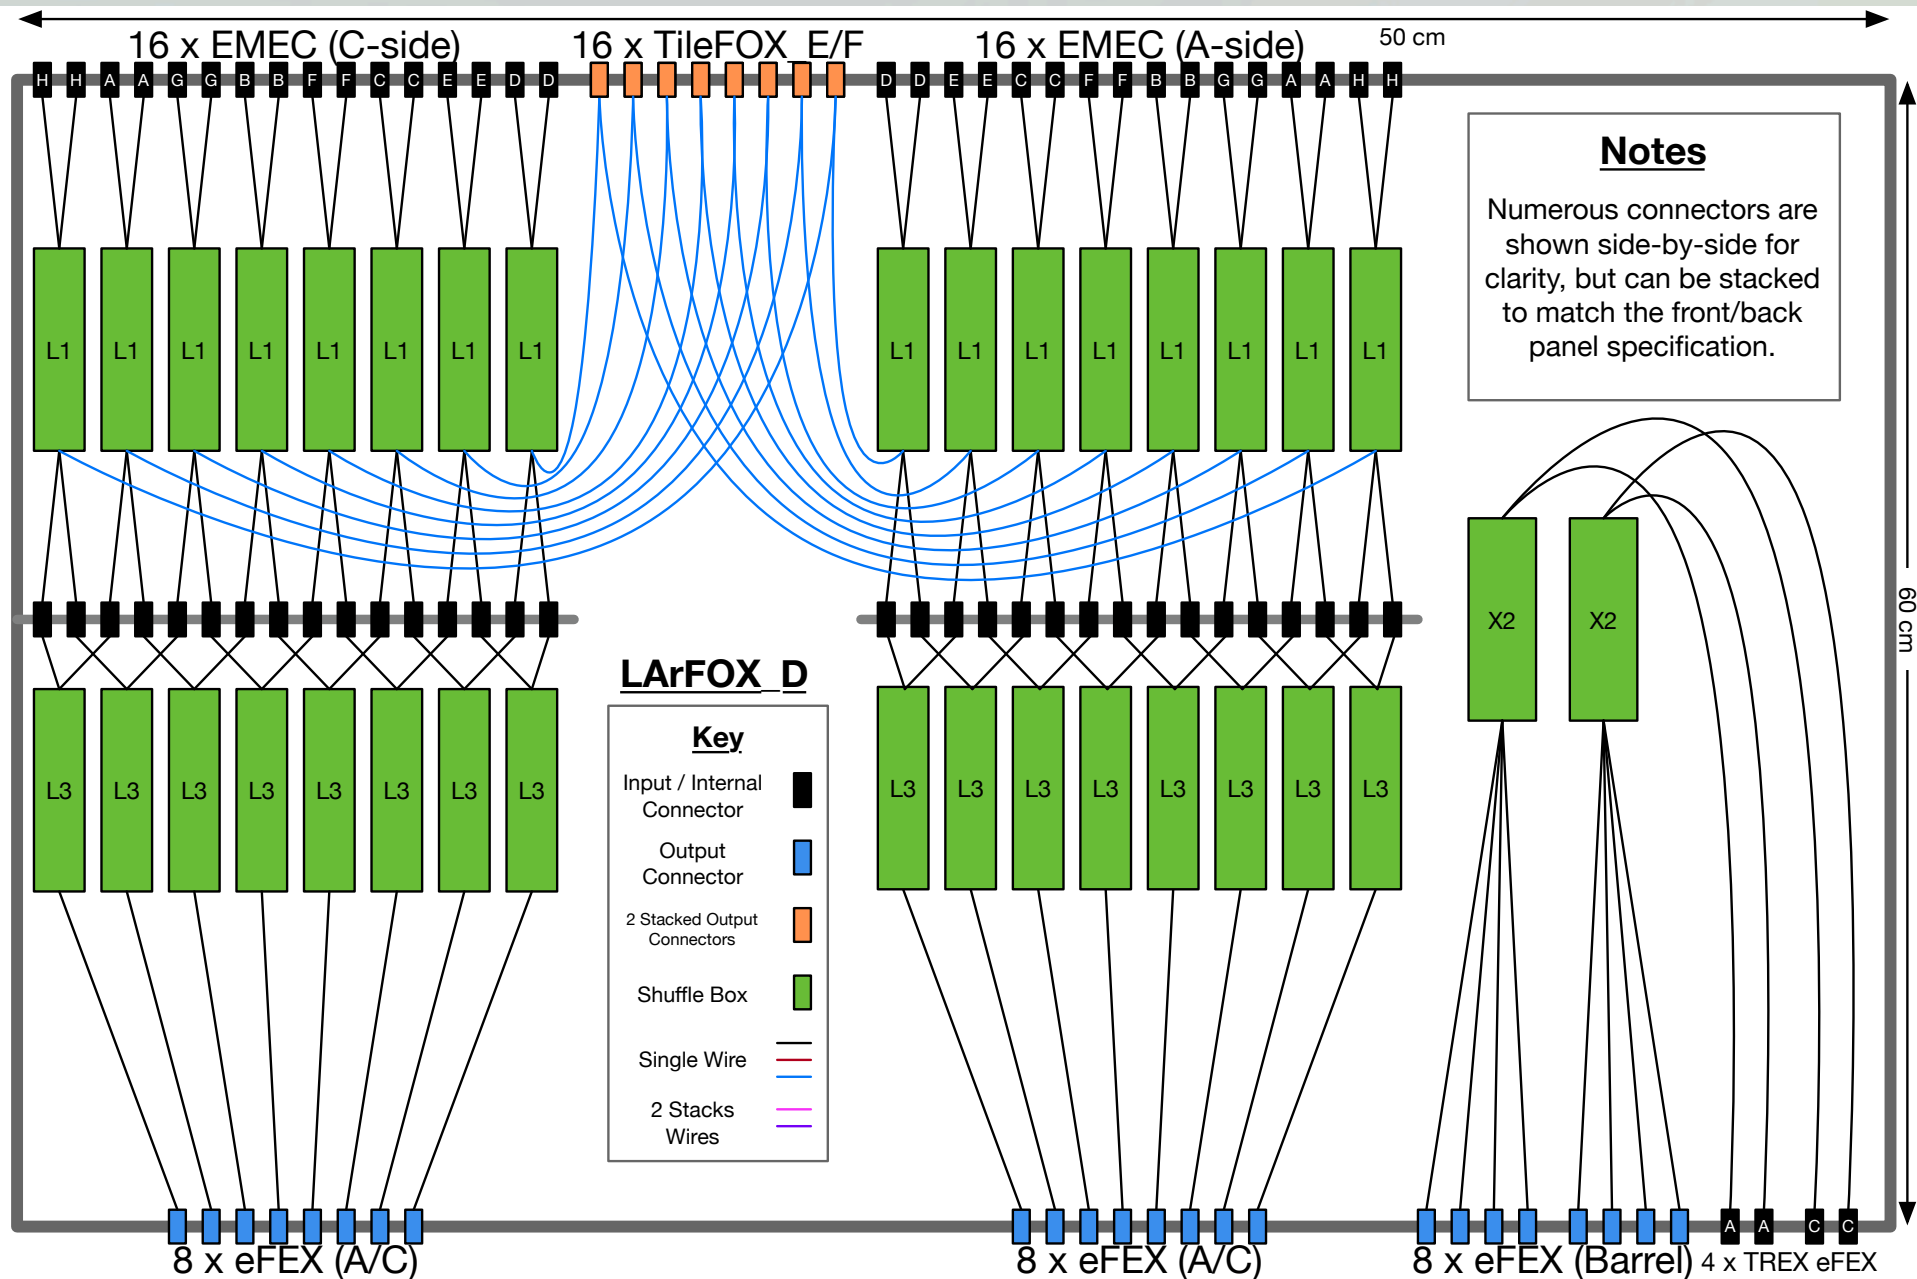 16 x EMEC (C-side) 16 x TileFOX_E/F 16 x EMEC (A-side) 50 cm
H H A A G G B B F F C C E E D D D D E E C C F F B B G G A A H H
Notes
Numerous connectors are
shown side-by-side for
clarity, but can be stacked
to match the front/back
panel specification.
L1 L1 L1 L1 L1 L1 L1 L1 L1 L1 L1 L1 L1 L1 L1 L1
X2 X2
60 cm
LArFOX_D
Key
Input / Internal
Connector
Output
Connector
2 Stacked Output
Connectors
Shuffle Box
Single Wire
2 Stacks
Wires
L3 L3 L3 L3 L3 L3 L3 L3 L3 L3 L3 L3 L3 L3 L3 L3
A A C C
8 x eFEX (A/C) 8 x eFEX (A/C) 8 x eFEX (Barrel) 4 x TREX eFEX